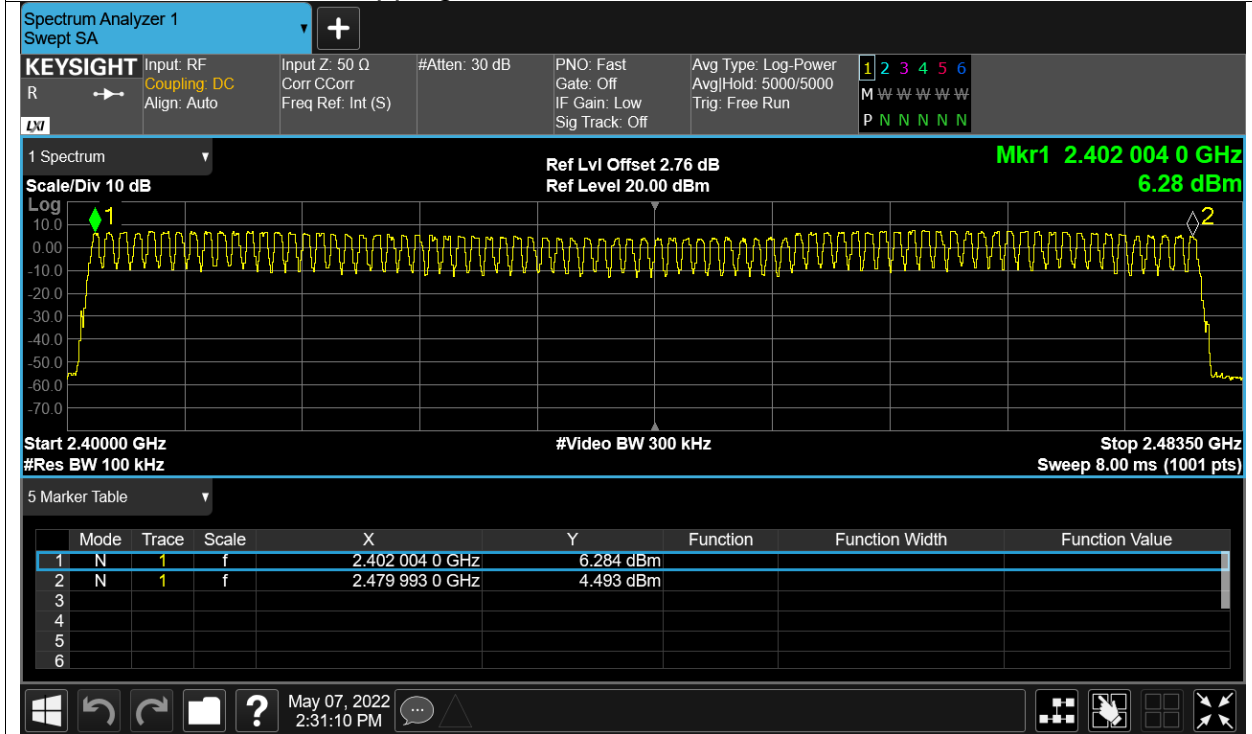 Spectrum Analyzer 1
Swept SA
+
KEYSIGHT Input: RF Input Z: 50 Ω #Atten: 30 dB PNO: Fast Avg Type: Log-Power 1 2 3 4 5 6
R Coupling: DC Corr CCorr Gate: Off Avg|Hold: 5000/5000 M W W W W W W
Align: Auto Freq Ref: Int (S) IF Gain: Low Trig: Free Run
LXI Sig Track: Off P N N N N N
1 Spectrum Ref Lvl Offset 2.76 dB Mkr1 2.402 004 0 GHz
Scale/Div 10 dB Ref Level 20.00 dBm 6.28 dBm
Log
1 2
10.0
0.00
-10.0
-20.0
-30.0
-40.0
-50.0
-60.0
-70.0
Start 2.40000 GHz #Video BW 300 kHz Stop 2.48350 GHz
#Res BW 100 kHz Sweep 8.00 ms (1001 pts)
5 Marker Table
Mode Trace Scale X Y Function Function Width Function Value
1 N 1 f 2.402 004 0 GHz 6.284 dBm
2 N 1 f 2.479 993 0 GHz 4.493 dBm
3
4
5
6
? May 07, 2022
2:31:10 PM